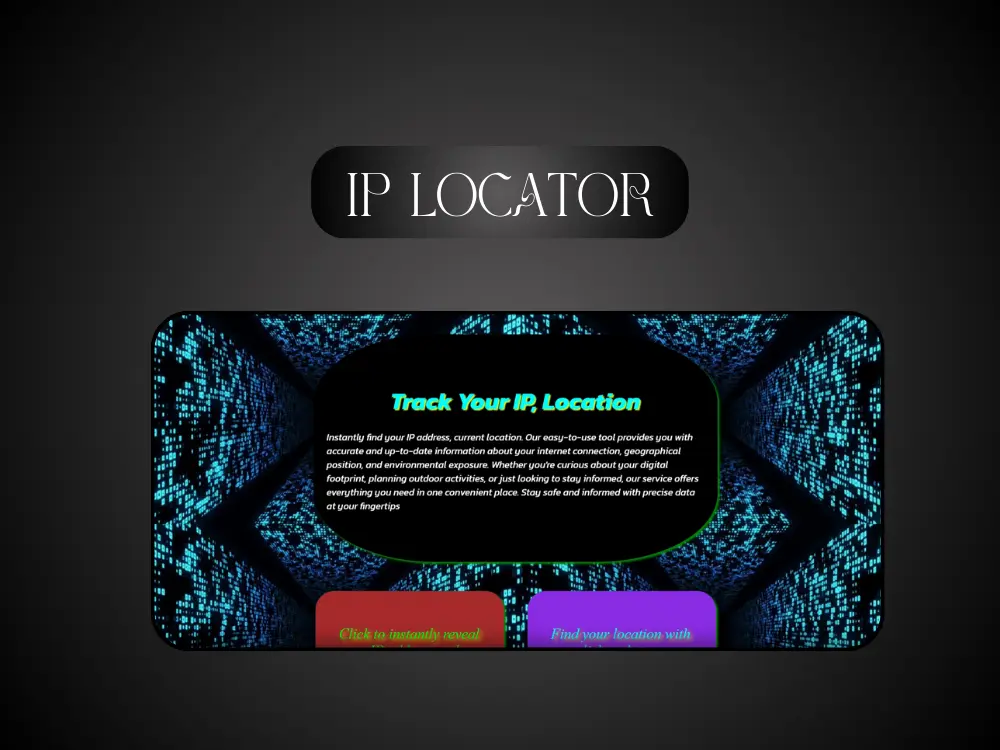 IP LOCATOR
Track Your IP, Location
Instantly find your IP address, current location. Our easy-to-use tool provides you with
accurate and up-to-date information about your internet connection, geographical
position, and environmental exposure. Whether you're curious about your digital
footprint, planning outdoor activities, or just looking to stay informed, our service offers
everything you need in one convenient place. Stay safe and informed with precise data
at your fingertips
Click to instantly reveal
Find your location with